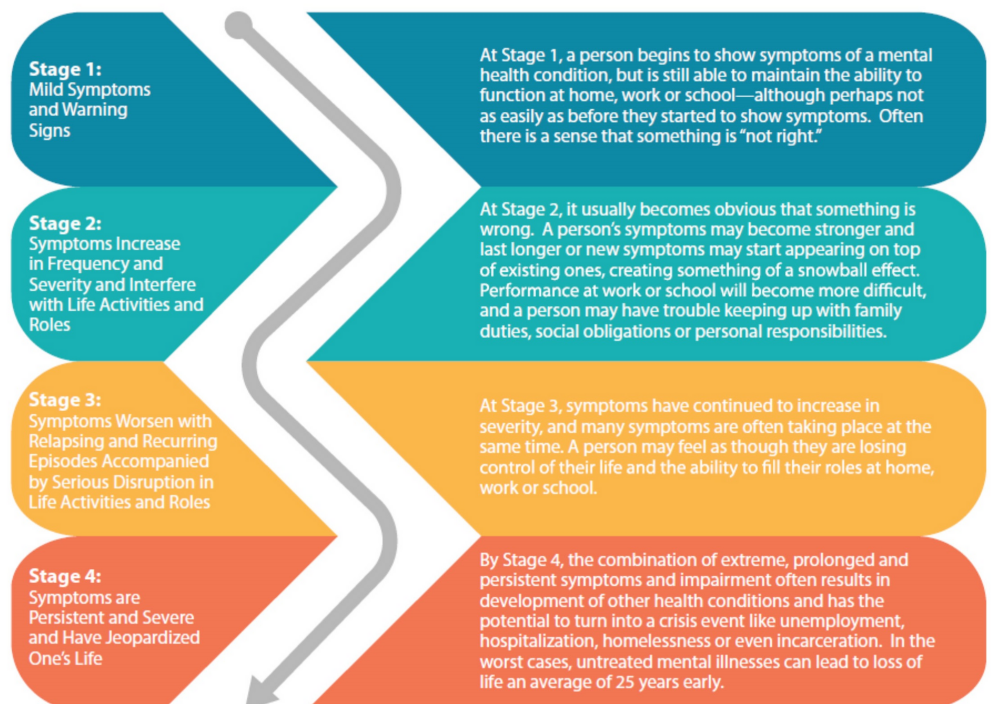 Stage 1:
Mild Symptoms
and Warning
Signs
At Stage 1, a person begins to show symptoms of a mental
health condition, but is still able to maintain the ability to
function at home, work or school—although perhaps not
as easily as before they started to show symptoms.  Often
there is a sense that something is “not right.”
Stage 2:
Symptoms Increase
in Frequency and
Severity and Interfere
with Life Activities and
Roles
At Stage 2, it usually becomes obvious that something is
wrong.  A person’s symptoms may become stronger and
last longer or new symptoms may start appearing on top
of existing ones, creating something of a snowball effect.
Performance at work or school will become more difficult,
and a person may have trouble keeping up with family
duties, social obligations or personal responsibilities.
Stage 3:
Symptoms Worsen with
Relapsing and Recurring
Episodes Accompanied
by Serious Disruption in
Life Activities and Roles
At Stage 3, symptoms have continued to increase in
severity, and many symptoms are often taking place at the
same time. A person may feel as though they are losing
control of their life and the ability to fill their roles at home,
work or school.
Stage 4:
Symptoms are
Persistent and Severe
and Have Jeopardized
One’s Life
By Stage 4, the combination of extreme, prolonged and
persistent symptoms and impairment often results in
development of other health conditions and has the
potential to turn into a crisis event like unemployment,
hospitalization, homelessness or even incarceration.  In the
worst cases, untreated mental illnesses can lead to loss of
life an average of 25 years early.